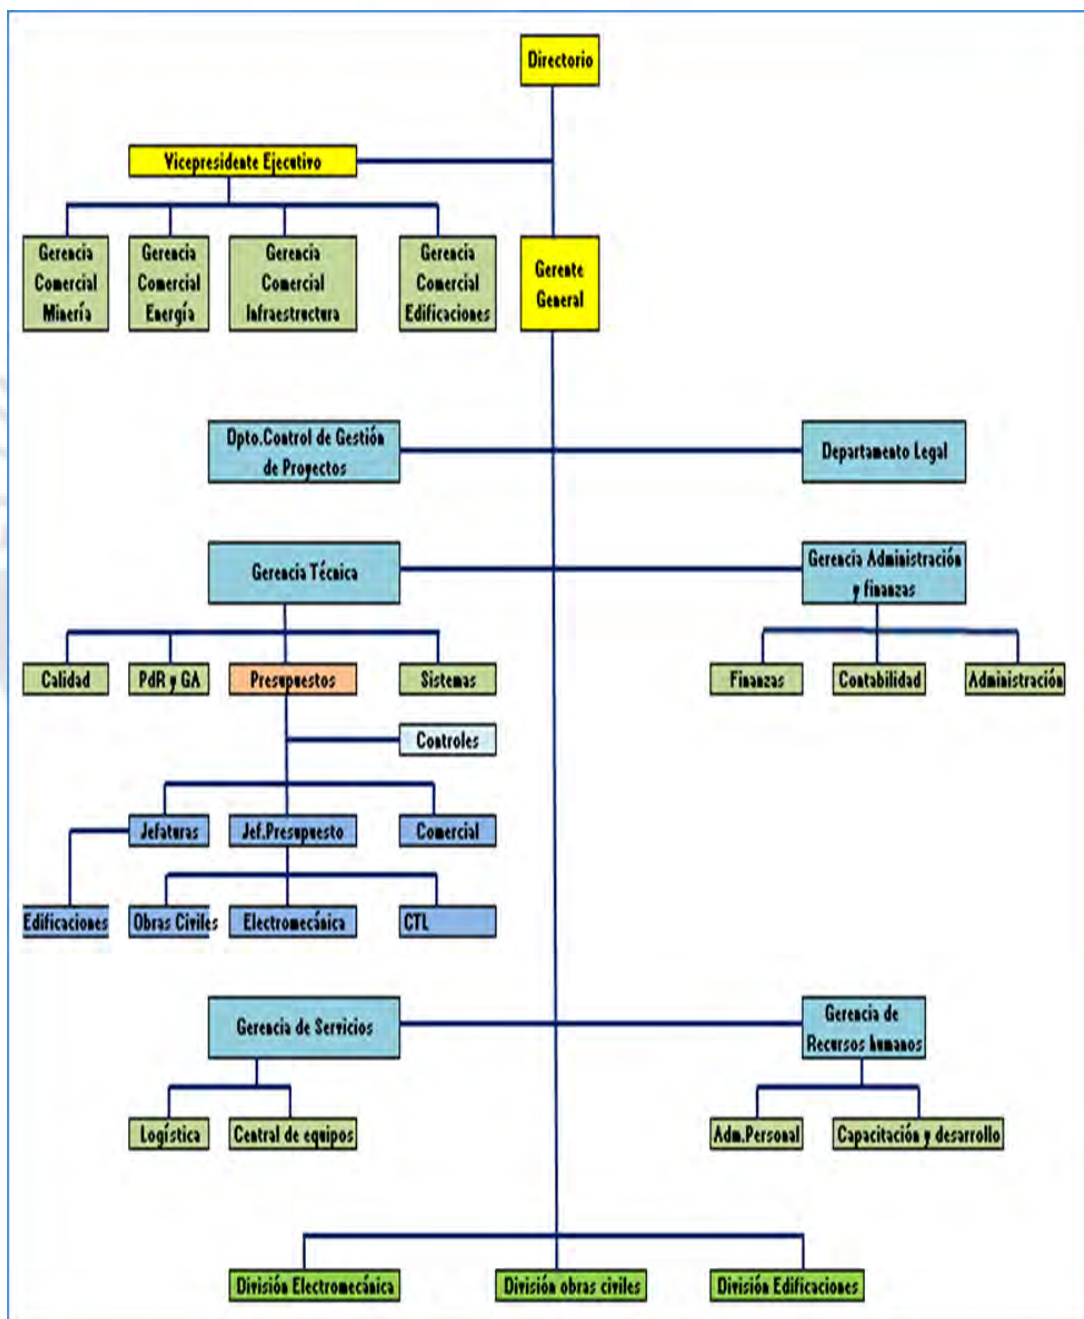 Directorio
Vicepresidente Ejecutivo
Gerencia
Comercial
Minería
Gerencia
Comercial
Energía
Gerencia
Comercial
Infraestructura
Gerencia
Comercial
Edificaciones
Gerente
General
Dpto.Control de Gestión
de Proyectos
Departamento Legal
Gerencia Técnica
Gerencia Administración
y finanzas
Calidad
PdR y GA
Presupuestos
Sistemas
Finanzas
Contabilidad
Administración
Controles
Jefaturas
Jef.Presupuesto
Comercial
Edificaciones
Obras Civiles
Electromecánica
CTL
Gerencia de Servicios
Gerencia de
Recursos humanos
Logística
Central de equipos
Adm.Personal
Capacitación y desarrollo
División Electromecánica
División obras civiles
División Edificaciones